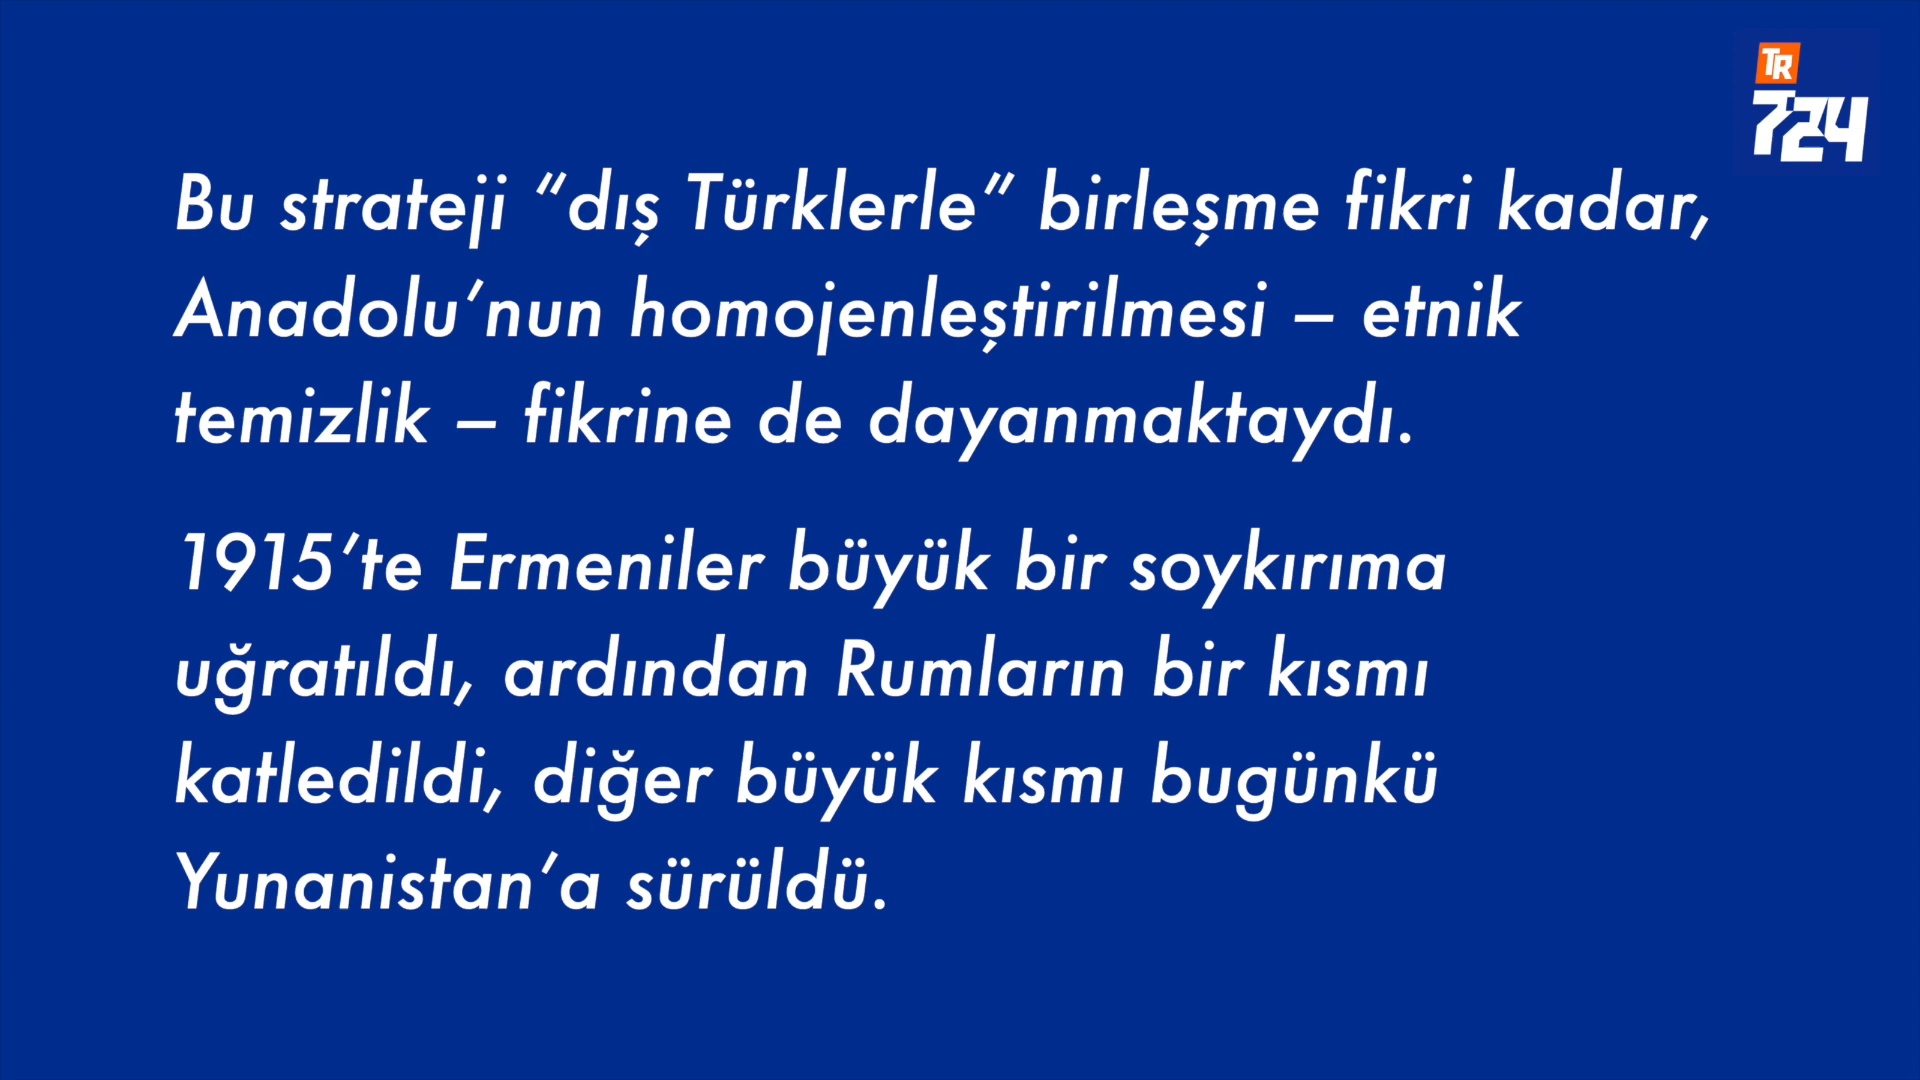 TR
724
Bu strateji “dış Türklerle” birleşme fikri kadar,
Anadolu’nun homojenleştirilmesi – etnik
temizlik – fikrine de dayanmaktaydı.
1915’te Ermeniler büyük bir soykırıma
uğratıldı, ardından Rumların bir kısmı
katledildi, diğer büyük kısmı bugünkü
Yunanistan’a sürüldü.